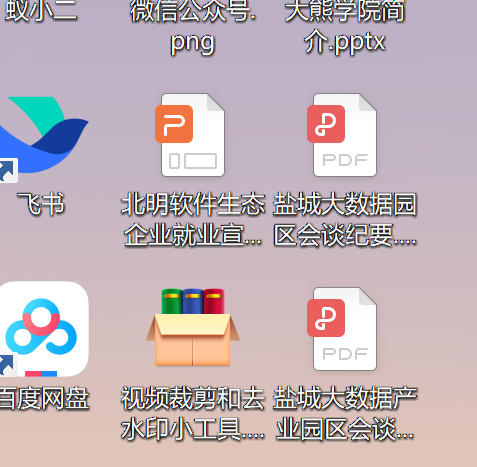 蚁小二
微信公众号.
png
大熊学院简
介.pptx
飞书
北明软件生态
企业就业宣...
PDF
盐城大数据园
区会谈纪要....
百度网盘
视频裁剪和去
水印小工具....
PDF
盐城大数据产
业园区会谈...